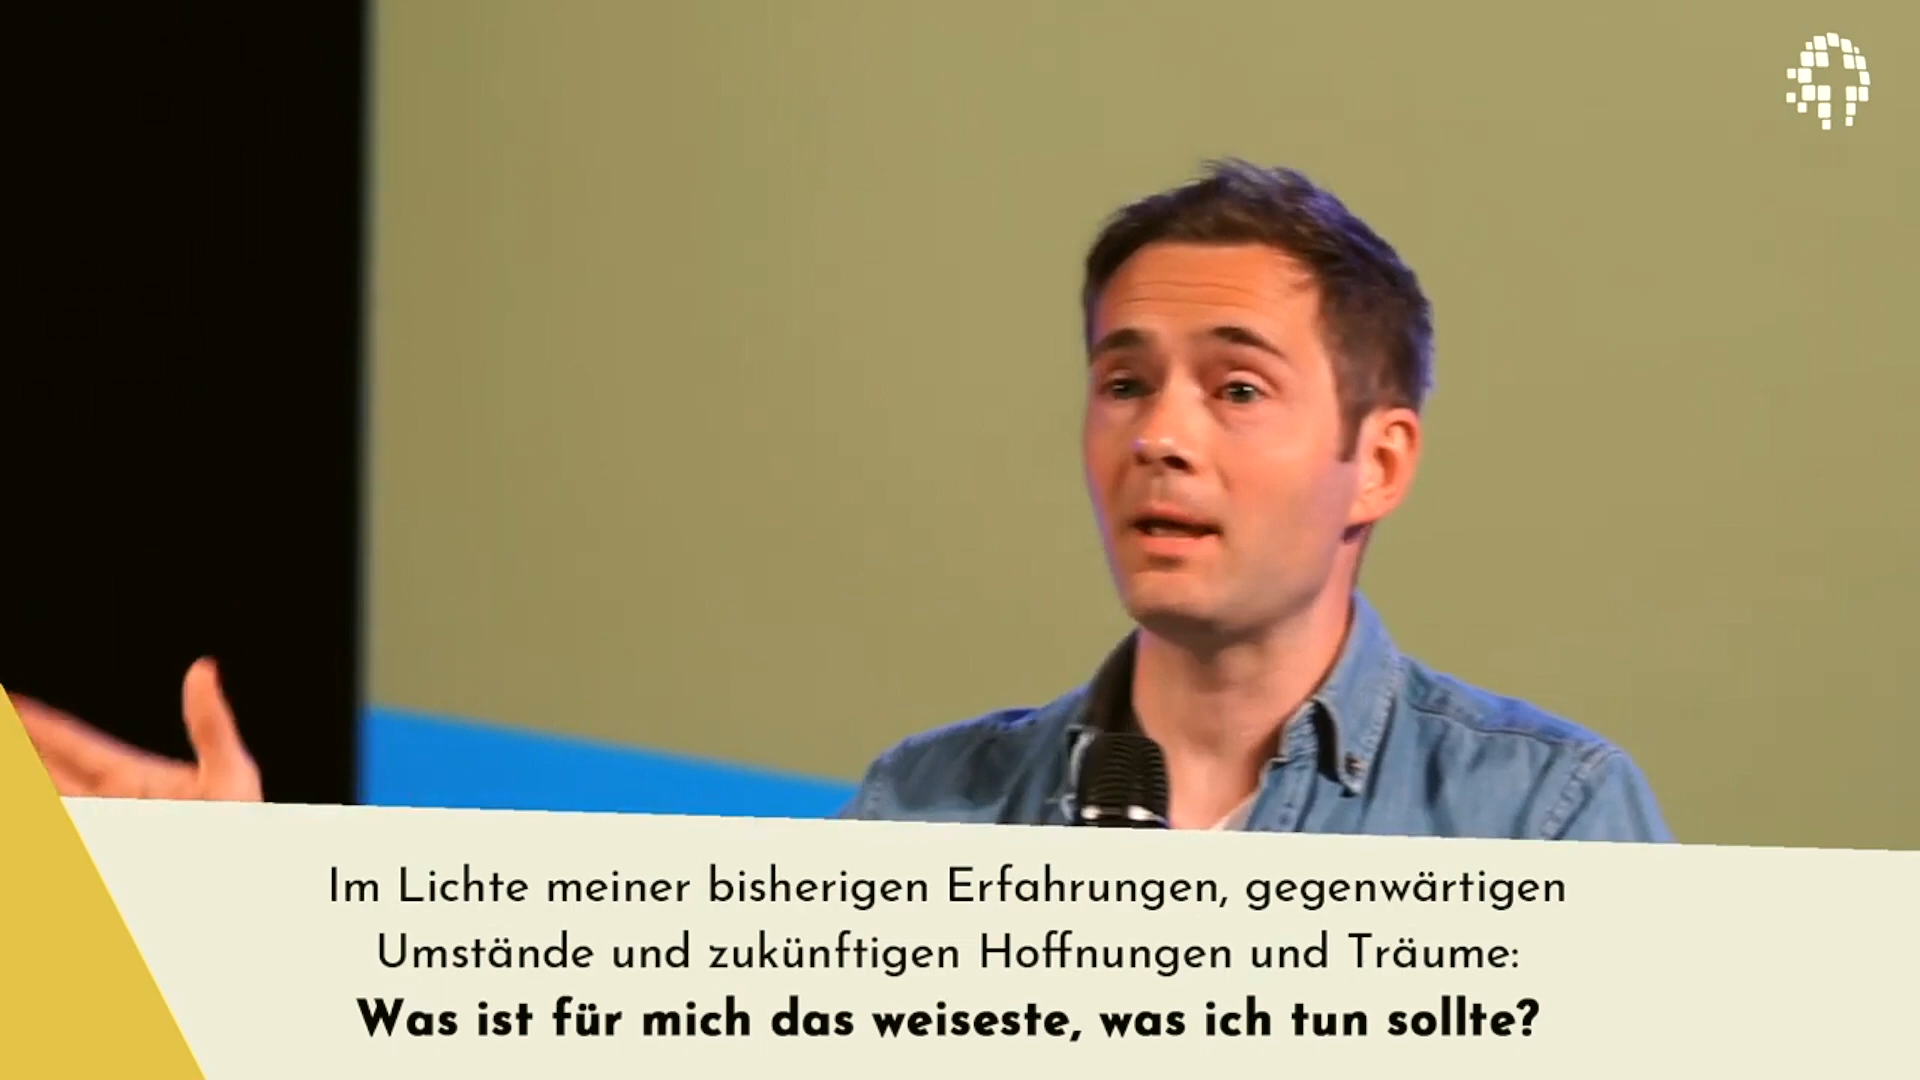 Im Lichte meiner bisherigen Erfahrungen, gegenwärtigen
Umstände und zukünftigen Hoffnungen und Träume:
Was ist für mich das weiseste, was ich tun sollte?